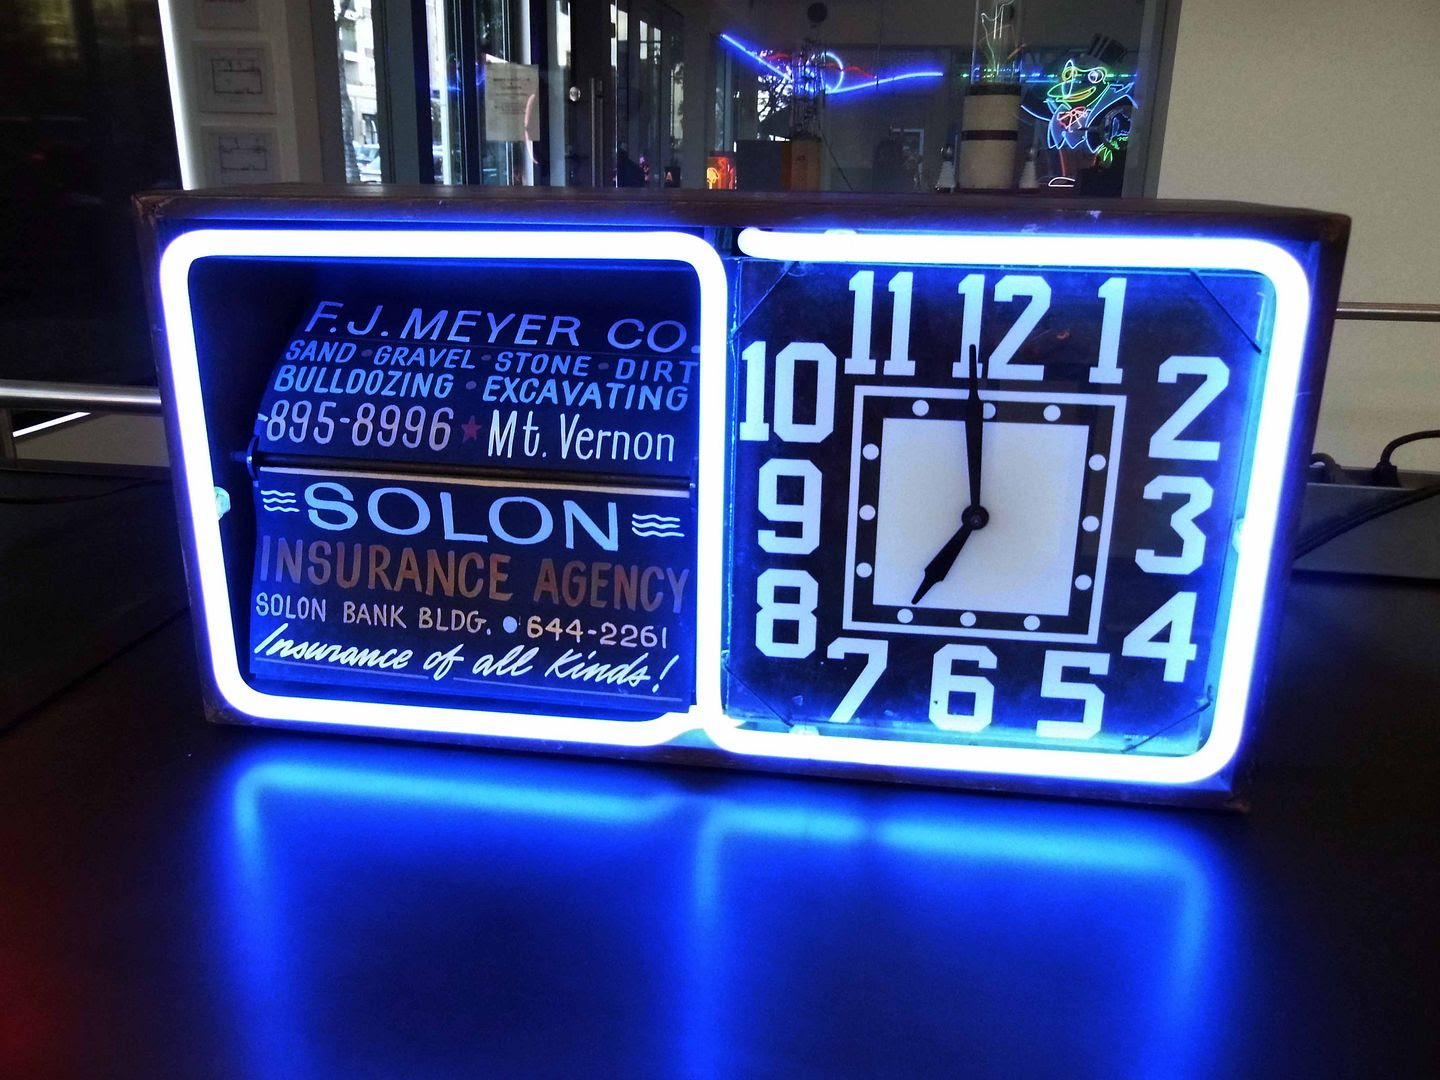 F.J. MEYER CO.
SAND • GRAVEL • STONE • DIRT
BULLDOZING • EXCAVATING
-895-8996 ★ Mt. Vernon
SOLON
INSURANCE AGENCY
SOLON BANK BLDG. • 644-2261
Insurance of all Kinds!
11 12 1
10 2
9 3
8 4
7 6 5